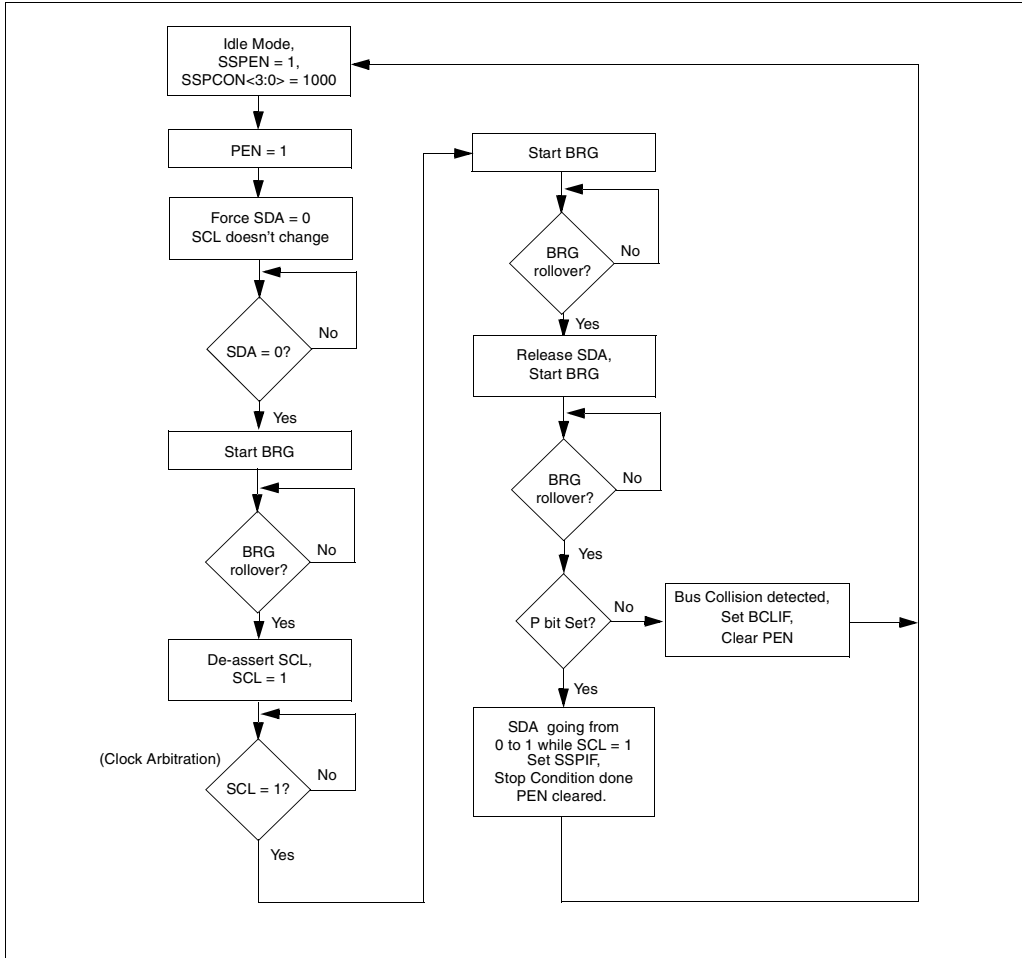 Idle Mode,
SSPEN = 1,
SSPCON<3:0> = 1000
PEN = 1
Force SDA = 0
SCL doesn't change
SDA = 0?
No
Yes
Start BRG
BRG
rollover?
No
Yes
De-assert SCL,
SCL = 1
(Clock Arbitration)
SCL = 1?
No
Yes
Start BRG
BRG
rollover?
No
Yes
Release SDA,
Start BRG
BRG
rollover?
No
Yes
P bit Set?
No
Bus Collision detected,
Set BCLIF,
Clear PEN
Yes
SDA going from
0 to 1 while SCL = 1
Set SSPIF,
Stop Condition done
PEN cleared.